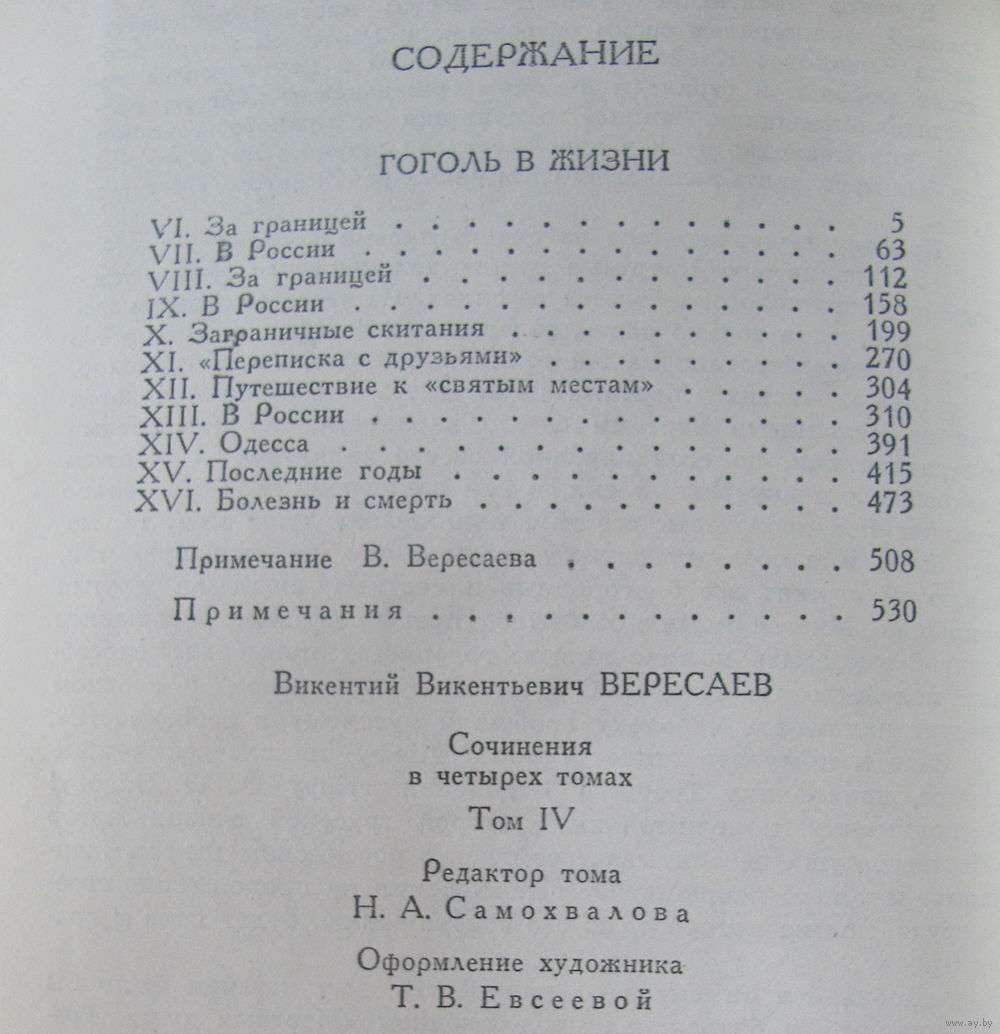 СОДЕРЖАНИЕ
ГОГОЛЬ В ЖИЗНИ
VI. За границей . . . . . . . . . . . . . . 5
VII. В России . . . . . . . . . . . . . . . 63
VIII. За границей . . . . . . . . . . . . . 112
IX. В России . . . . . . . . . . . . . . . 158
X. Заграничные скитания . . . . . . . . . . 199
XI. «Переписка с друзьями» . . . . . . . . . 270
XII. Путешествие к «святым местам» . . . . . . 304
XIII. В России . . . . . . . . . . . . . . 310
XIV. Одесса . . . . . . . . . . . . . . . . 391
XV. Последние годы . . . . . . . . . . . . 415
XVI. Болезнь и смерть . . . . . . . . . . . 473
Примечание В. Вересаева . . . . . . . . 508
Примечания . . . . . . . . . . . . 530
Викентий Викентьевич ВЕРЕСАЕВ
Сочинения
в четырех томах
Том IV
Редактор тома
Н. А. Самохвалова
Оформление художника
Т. В. Евсеевой
www.ay.by